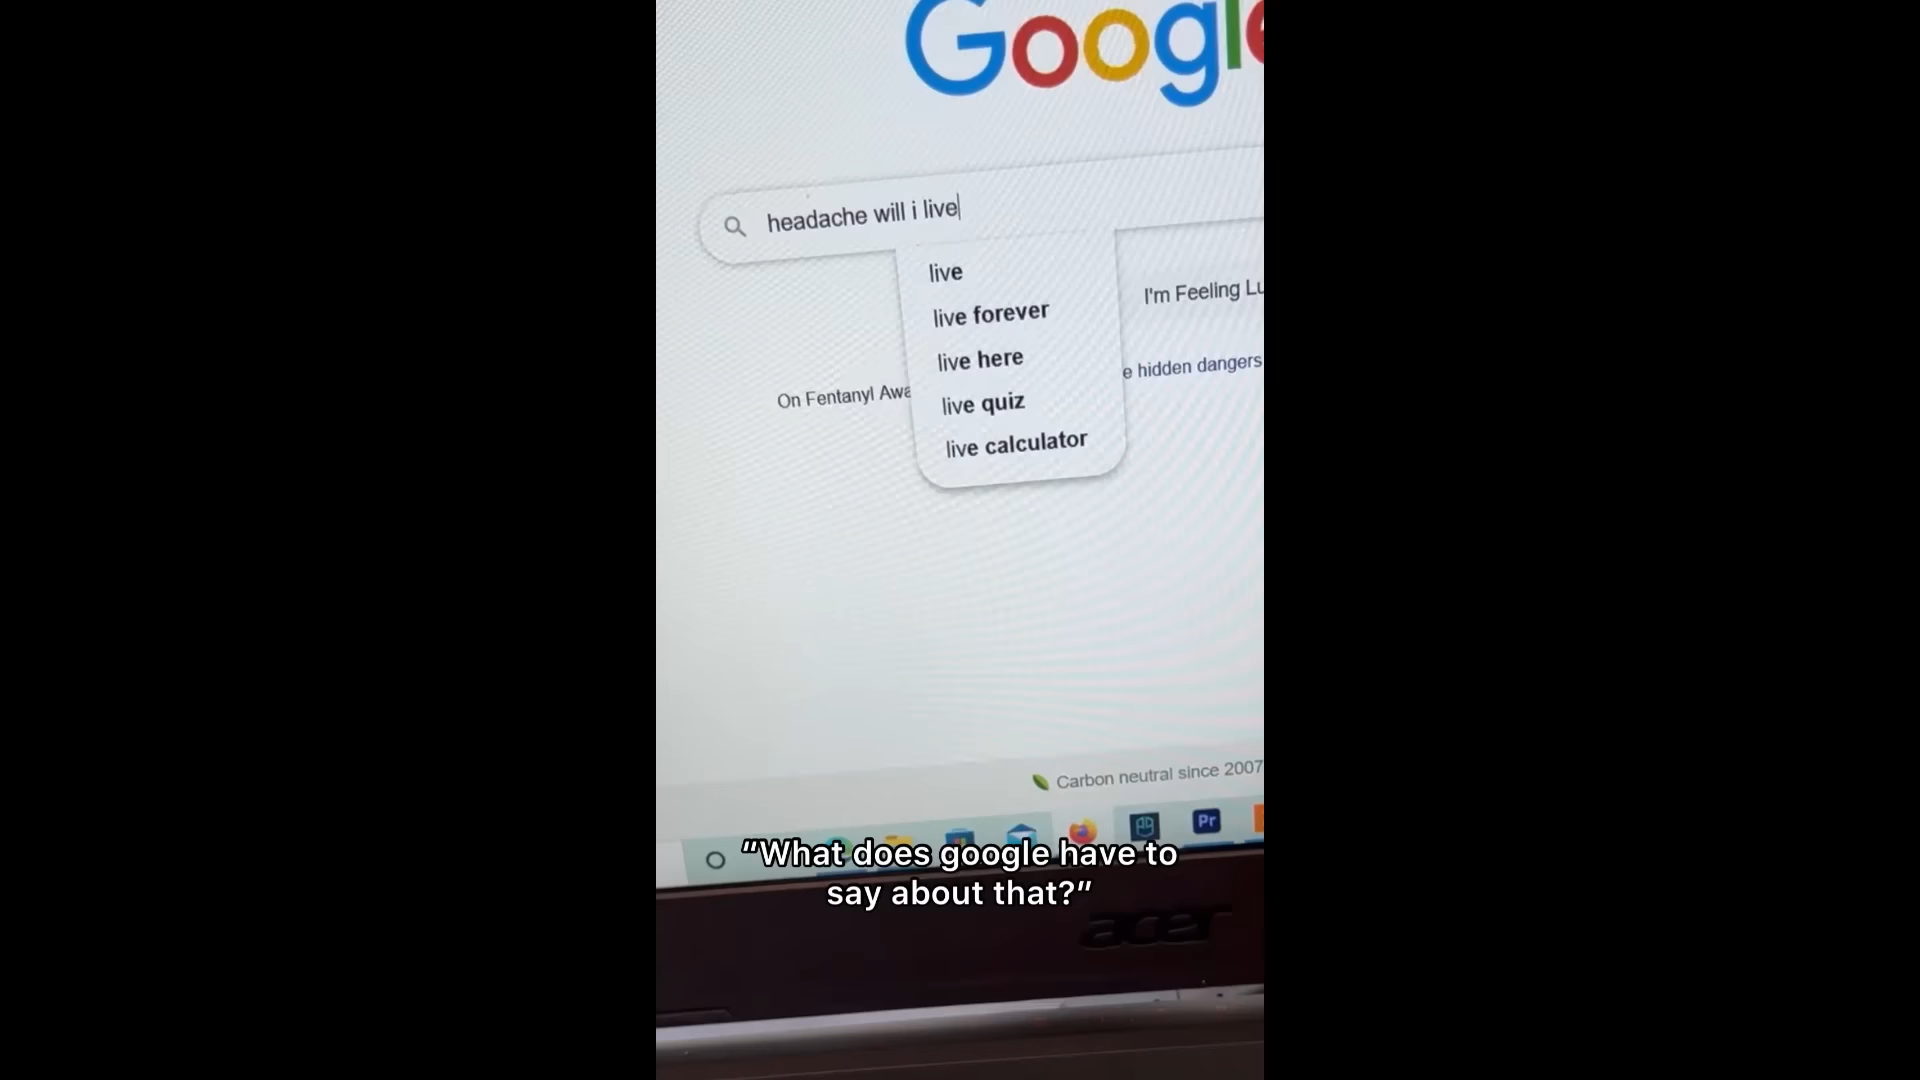 Google
headache will i live
live
live forever
I'm Feeling Lu
live here
e hidden dangers
On Fentanyl Awa
live quiz
live calculator
Carbon neutral since 2007
Pr
"What does google have to
say about that?"
acer